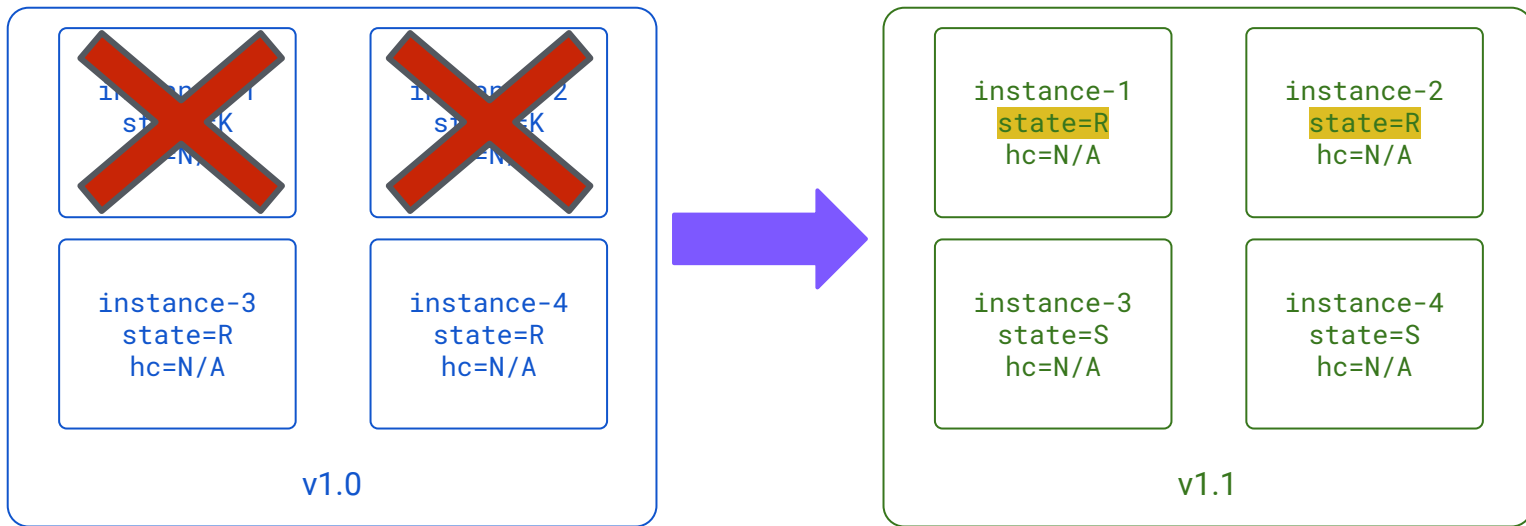 2
K
K
instance-3
state=R
hc=N/A
instance-4
state=R
hc=N/A
v1.0
instance-1
state=R
hc=N/A
instance-2
state=R
hc=N/A
instance-3
state=S
hc=N/A
instance-4
state=S
hc=N/A
v1.1